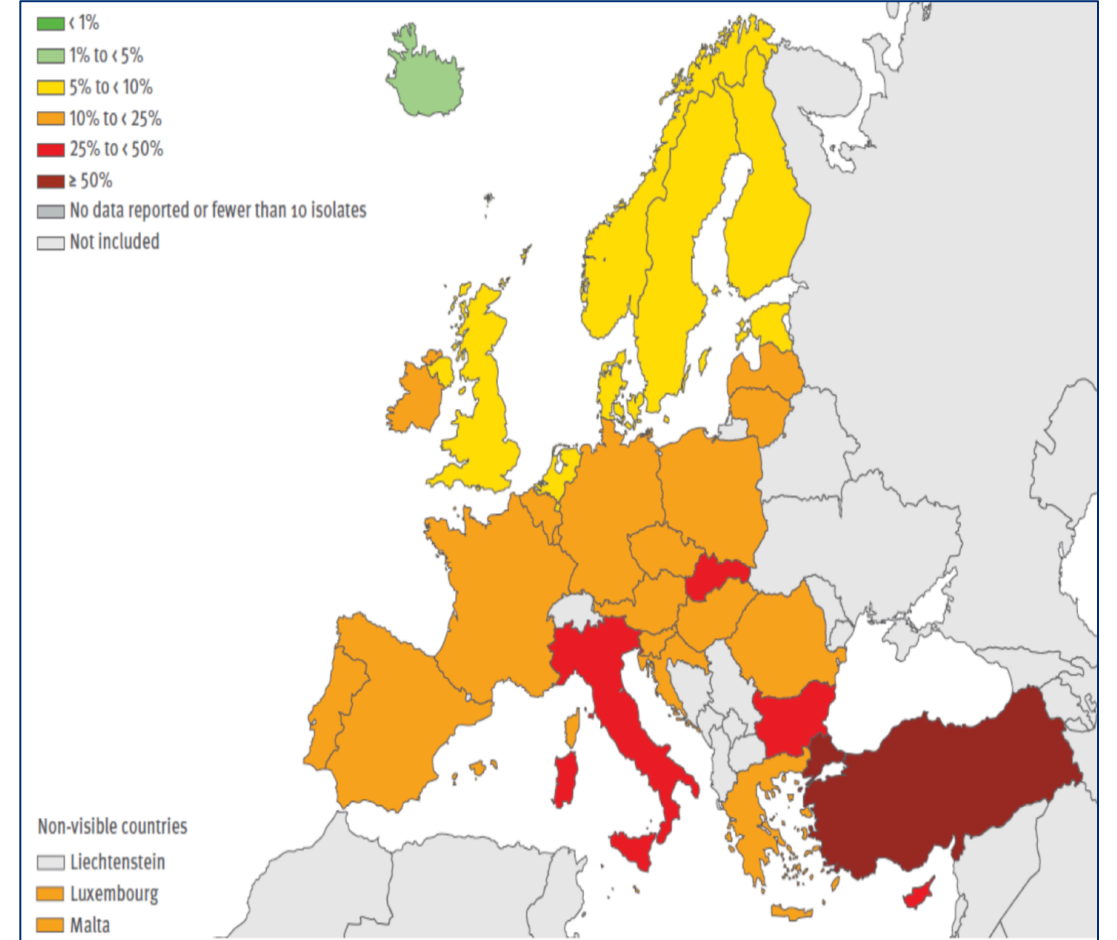 < 1%
1% to < 5%
5% to < 10%
10% to < 25%
25% to < 50%
≥ 50%
No data reported or fewer than 10 isolates
Not included
Non-visible countries
Liechtenstein
Luxembourg
Malta